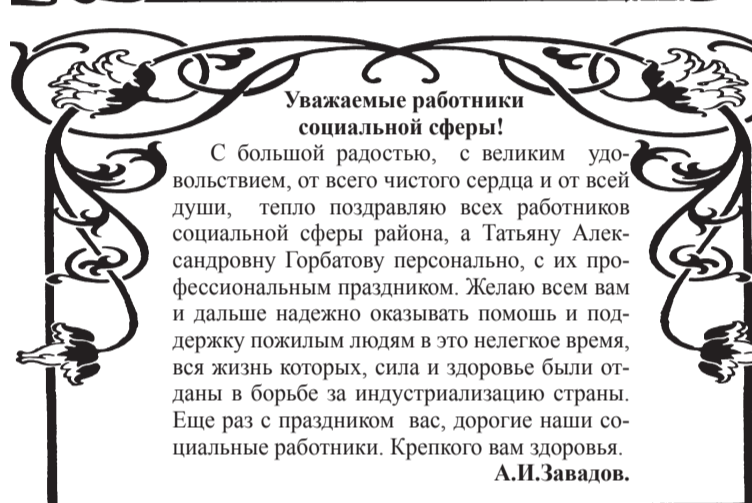 Уважаемые работники
социальной сферы!
С большой радостью, с великим удо-
вольствием, от всего чистого сердца и от всей
души, тепло поздравляю всех работников
социальной сферы района, а Татьяну Алек-
сандровну Горбатову персонально, с их про-
фессиональным праздником. Желаю всем вам
и дальше надежно оказывать помошь и под-
держку пожилым людям в это нелегкое время,
вся жизнь которых, сила и здоровье были от-
даны в борьбе за индустриализацию страны.
Еще раз с праздником вас, дорогие наши со-
циальные работники. Крепкого вам здоровья.
А.И.Завадов.